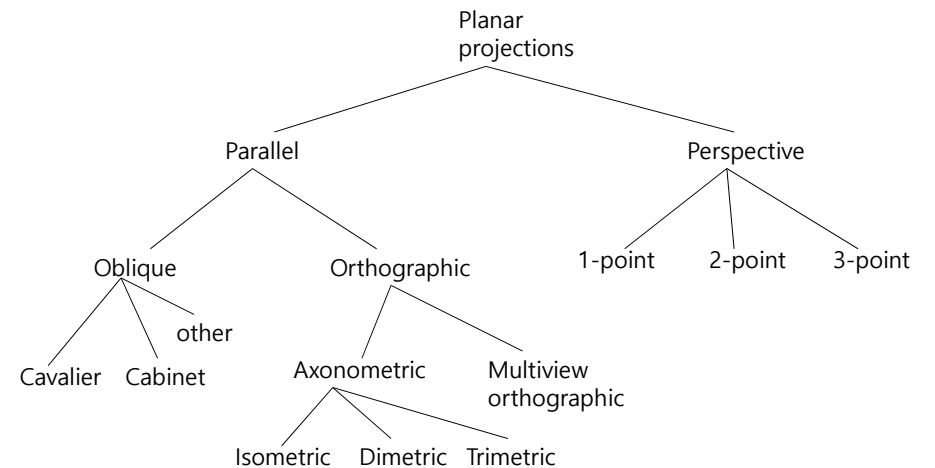 Planar
projections
Parallel
Perspective
Oblique
Orthographic
1-point
2-point
3-point
other
Cavalier
Cabinet
Axonometric
Multiview
orthographic
Isometric
Dimetric
Trimetric